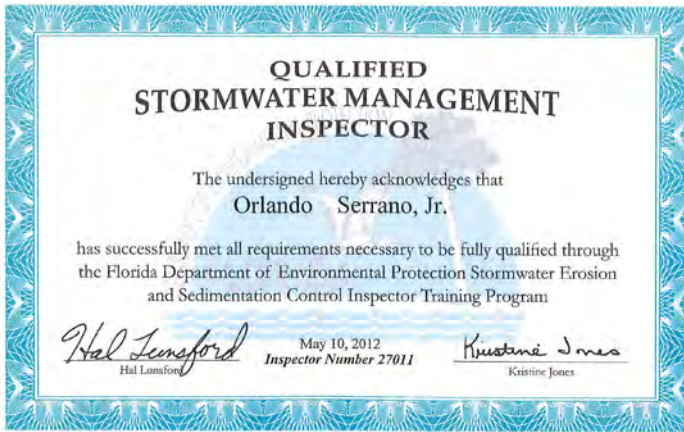 QUALIFIED
STORMWATER MANAGEMENT
INSPECTOR
The undersigned hereby acknowledges that
Orlando Serrano, Jr.
has successfully met all requirements necessary to be fully qualified through
the Florida Department of Environmental Protection Stormwater Erosion
and Sedimentation Control Inspector Training Program
Hal Lunsford
May 10, 2012
Kristine Jones
Hal Lunsford
Inspector Number 27011
Kristine Jones